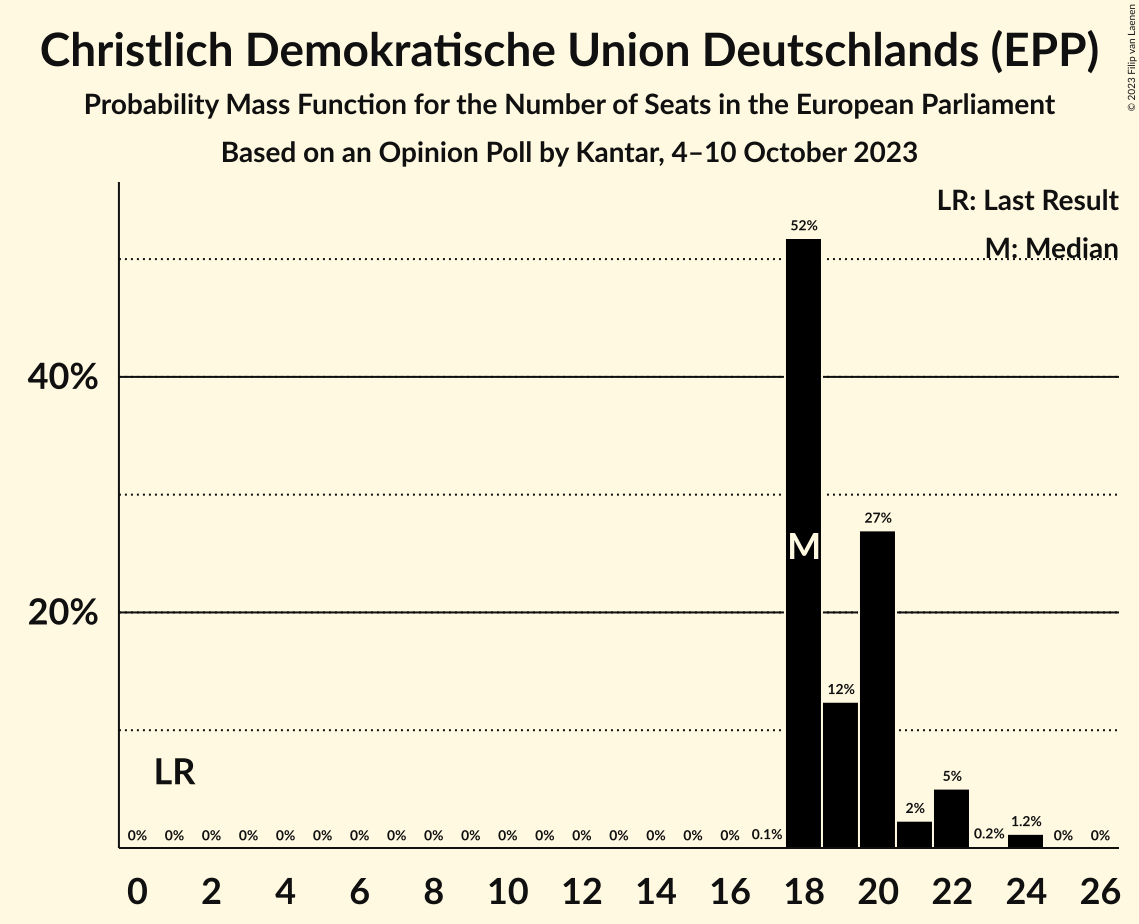 Christlich Demokratische Union Deutschlands (EPP)
Probability Mass Function for the Number of Seats in the European Parliament
Based on an Opinion Poll by Kantar, 4–10 October 2023
© 2023 Filip van Laenen
LR: Last Result
M: Median
52%
40%
27%
M
20%
12%
LR
5%
2%
1.2%
0% 0% 0% 0% 0% 0% 0% 0% 0% 0% 0% 0% 0% 0% 0% 0% 0% 0.1% 0.2% 0% 0%
0 2 4 6 8 10 12 14 16 18 20 22 24 26